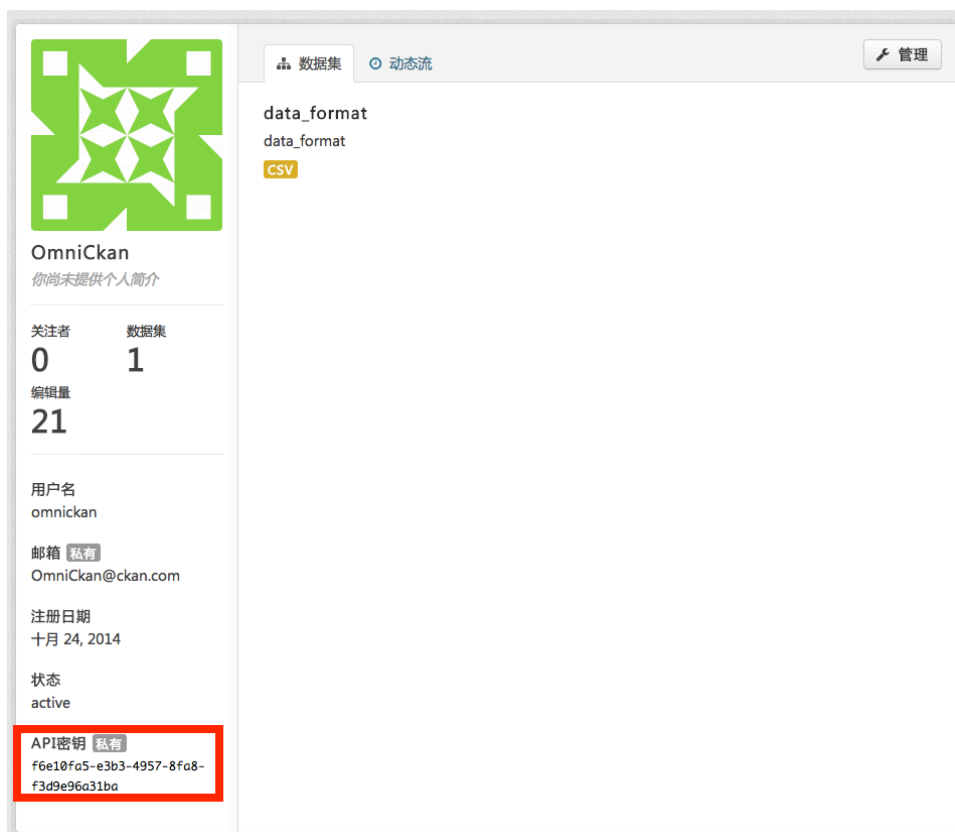 数据集 动态流 管理
data_format
data_format
CSV
OmniCkan
你尚未提供个人简介
关注者 数据集
0 1
编辑量
21
用户名
omnickan
邮箱 私有
OmniCkan@ckan.com
注册日期
十月 24, 2014
状态
active
API密钥 私有
f6e10fa5-e3b3-4957-8fa8-
f3d9e96a31ba